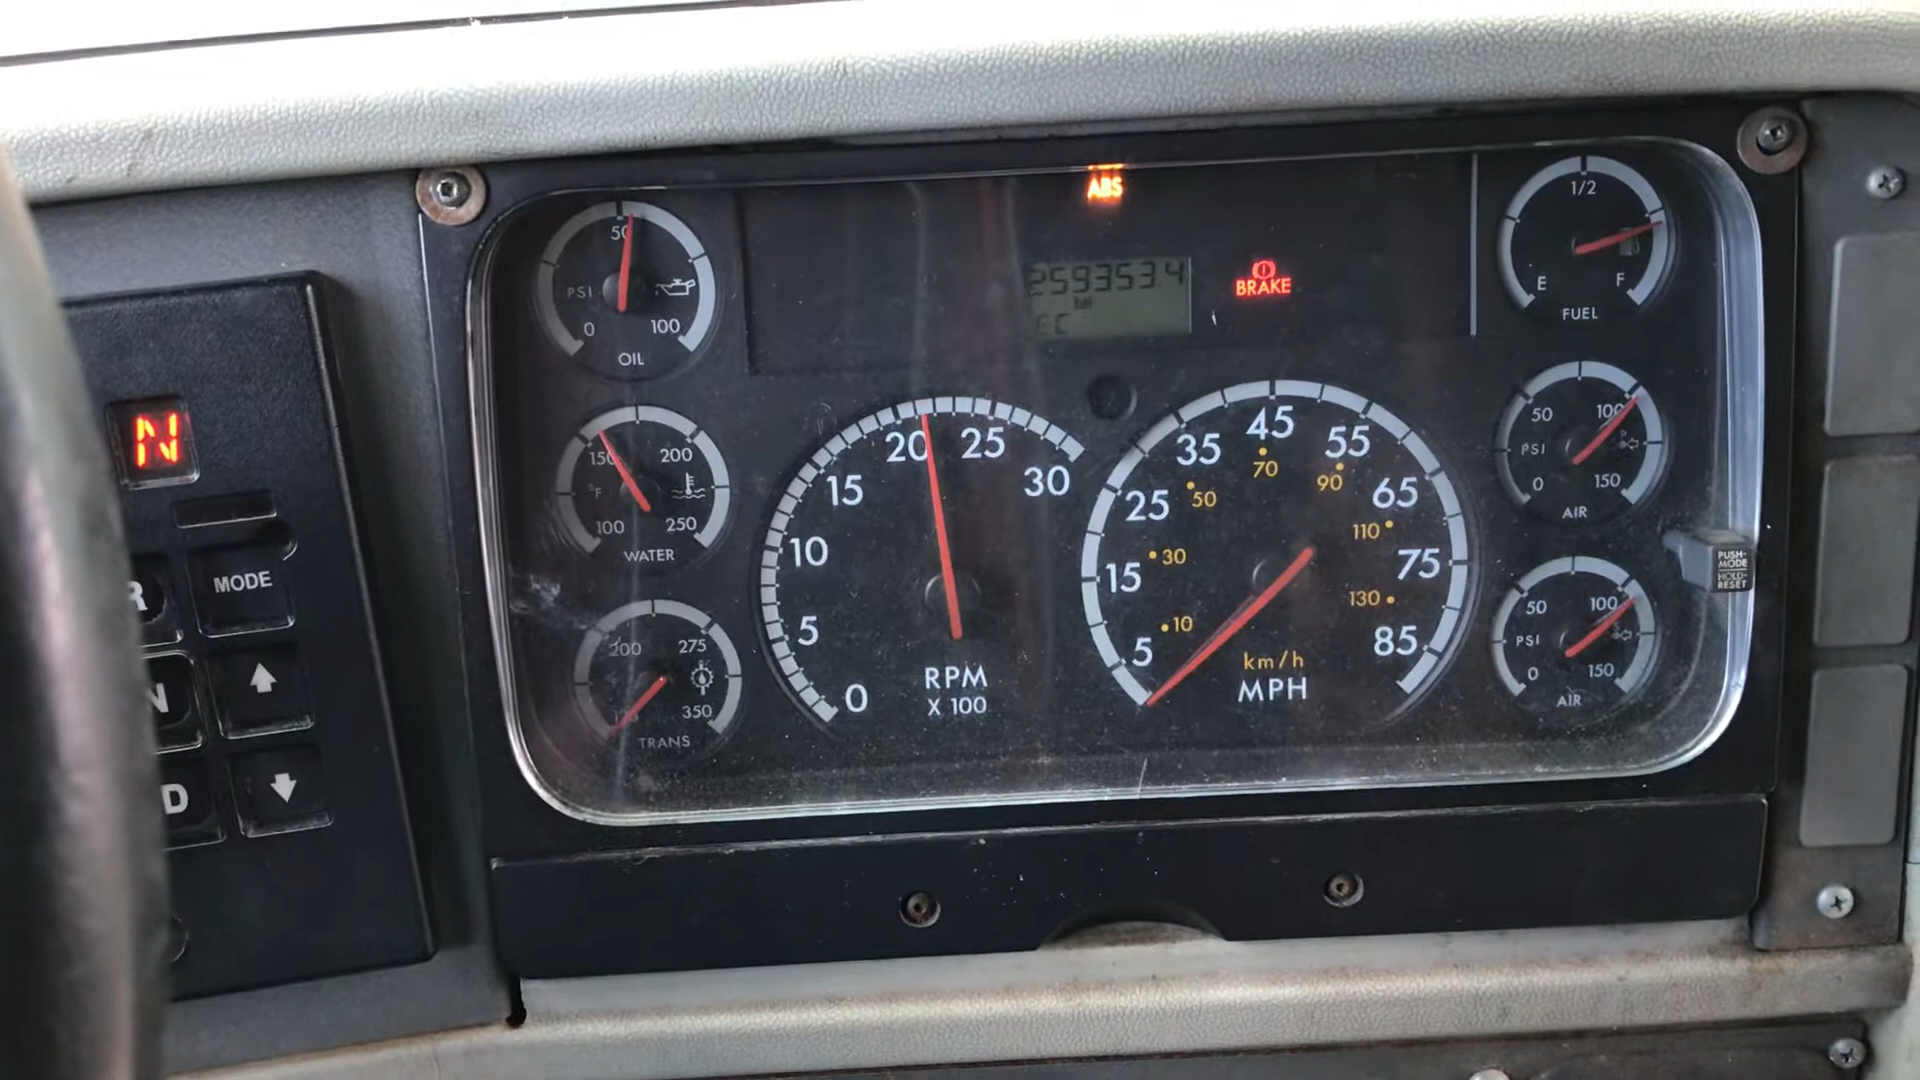 ABS
259353.4
MI
EC
BRAKE
50
PSI
0
100
OIL
1/2
E
F
FUEL
N
150
200
°F
100
250
WATER
0
5
10
15
20
25
30
RPM
X 100
5
15
25
35
45
55
65
75
85
10
30
50
70
90
110
130
km/h
MPH
50
100
PSI
0
150
AIR
PUSH-
MODE
HOLD-
RESET
R
MODE
N
D
200
275
350
TRANS
50
100
PSI
0
150
AIR